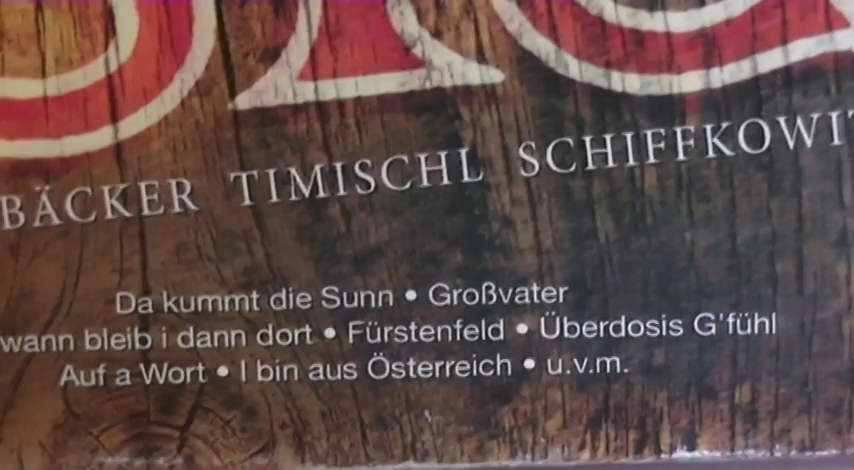 BÄCKER TIMISCHL SCHIFFKOWI
Da kummt die Sunn • Großvater
wann bleib i dann dort • Fürstenfeld • Überdosis G'fühl
Auf a Wort • I bin aus Österreich • u.v.m.